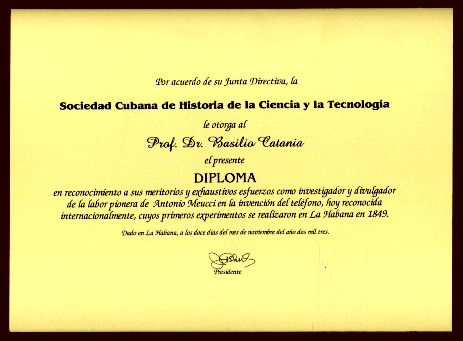 Por acuerdo de su Junta Directiva, la
Sociedad Cubana de Historia de la Ciencia y la Tecnología
le otorga al
Prof. Dr. Basilio Catania
el presente
DIPLOMA
en reconocimiento a sus meritorios y exhaustivos esfuerzos como investigador y divulgador
de la labor pionera de Antonio Meucci en la invención del teléfono, hoy reconocida
internacionalmente, cuyos primeros experimentos se realizaron en La Habana en 1849.
Dado en La Habana, a los doce días del mes de noviembre del año dos mil tres.
Presidente